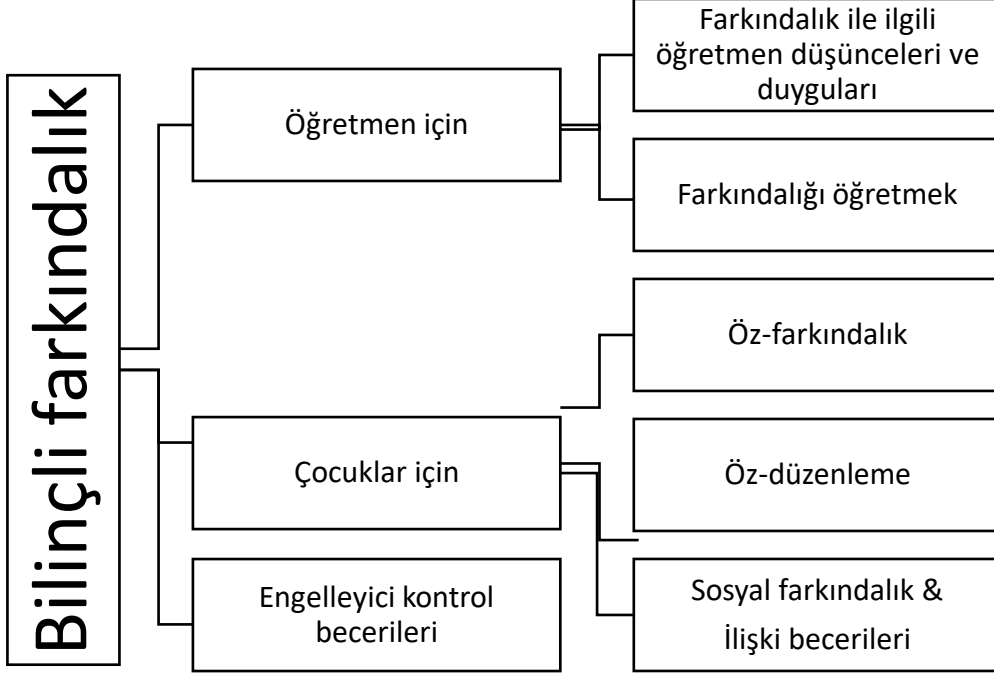 Bilinçli farkındalık
Öğretmen için
Farkındalık ile ilgili
öğretmen düşünceleri ve
duyguları
Farkındalığı öğretmek
Çocuklar için
Öz-farkındalık
Öz-düzenleme
Sosyal farkındalık &
İlişki becerileri
Engelleyici kontrol
becerileri